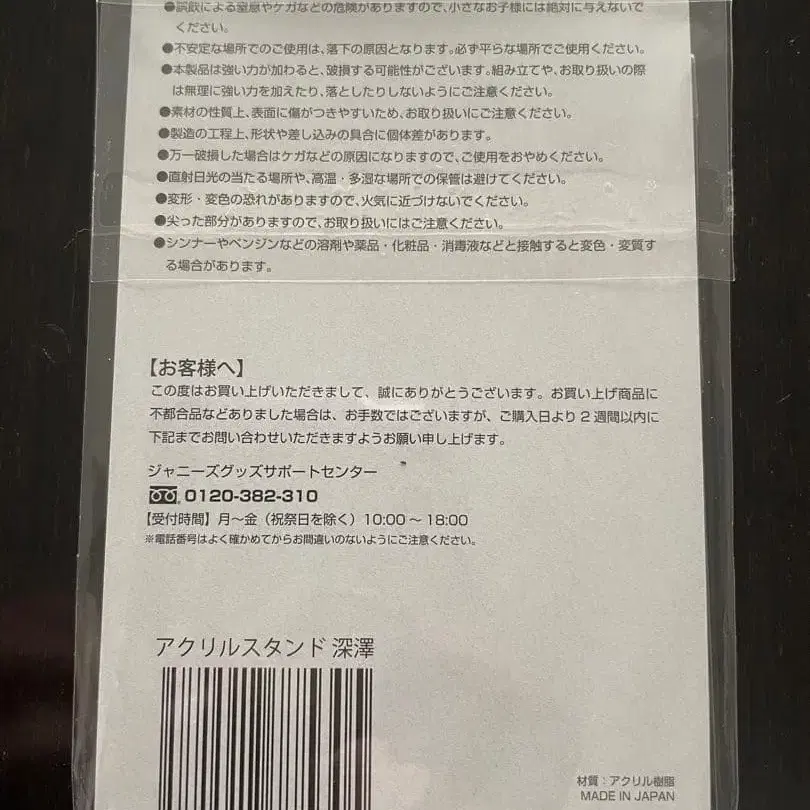 ●誤飲による窒息やケガなどの危険がありますので、小さなお子様には絶対に与えないで
ください。
●不安定な場所でのご使用は、落下の原因となります。必ず平らな場所でご使用ください。
●本製品は強い力が加わると、破損する可能性がございます。組み立てや、お取り扱いの際
は無理に強い力を加えたり、落としたりしないようにご注意ください。
●素材の性質上、表面に傷がつきやすいため、お取り扱いにご注意ください。
●製造の工程上、形状や差し込みの具合に個体差があります。
●万一破損した場合はケガなどの原因になりますので、ご使用をおやめください。
●直射日光の当たる場所や、高温・多湿な場所での保管は避けてください。
●変形・変色の恐れがありますので、火気に近づけないでください。
●尖った部分がありますので、お取り扱いにはご注意ください。
●シンナーやベンジンなどの溶剤や薬品・化粧品・消毒液などと接触すると変色・変質す
る場合があります。
【お客様へ】
この度はお買い上げいただきまして、誠にありがとうございます。お買い上げ商品に
不都合品などありました場合は、お手数ではございますが、ご購入日より2週間以内に
下記までお問い合わせいただきますようお願い申し上げます。
ジャニーズグッズサポートセンター
0120-382-310
【受付時間】月～金（祝祭日を除く）10:00～18:00
※電話番号はよく確かめてからお間違いのないようにご注意ください。
アクリルスタンド 深澤
材質：アクリル樹脂
MADE IN JAPAN